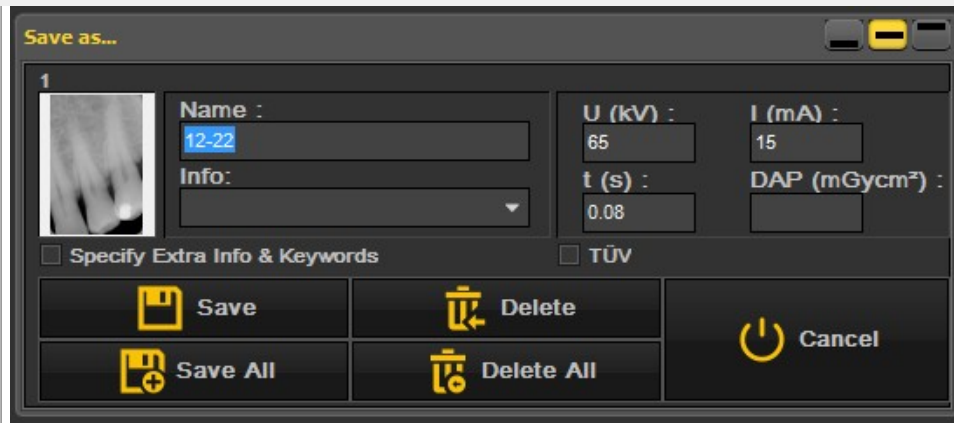 Save as...
1
Name :
12-22
Info:
U (kV) :
65
I (mA) :
15
t (s) :
0.08
DAP (mGycm²) :
Specify Extra Info & Keywords
TÜV
Save
Delete
Cancel
Save All
Delete All